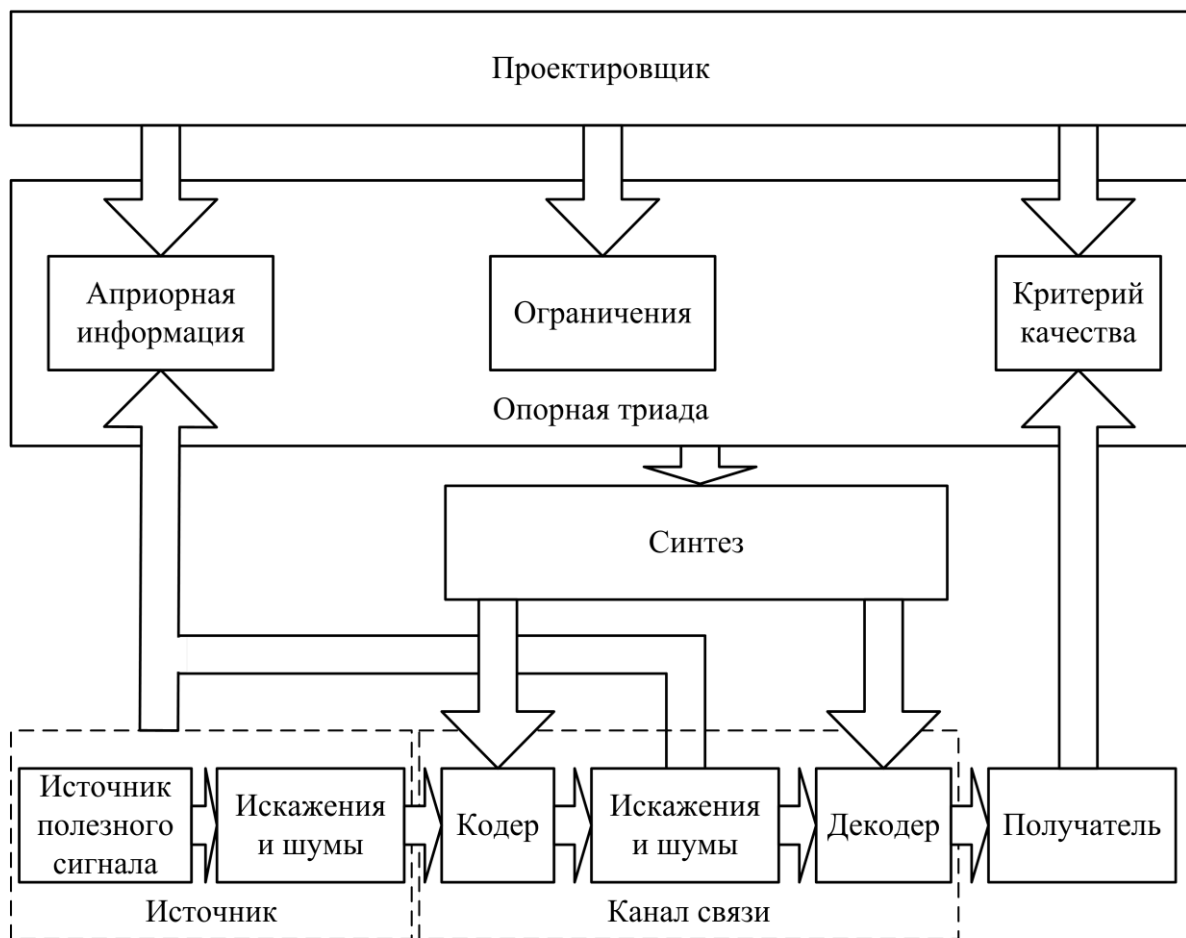 Проектировщик
Априорная
информация
Ограничения
Критерий
качества
Опорная триада
Синтез
Источник
полезного
сигнала
Искажения
и шумы
Кодер
Искажения
и шумы
Декодер
Получатель
Источник
Канал связи